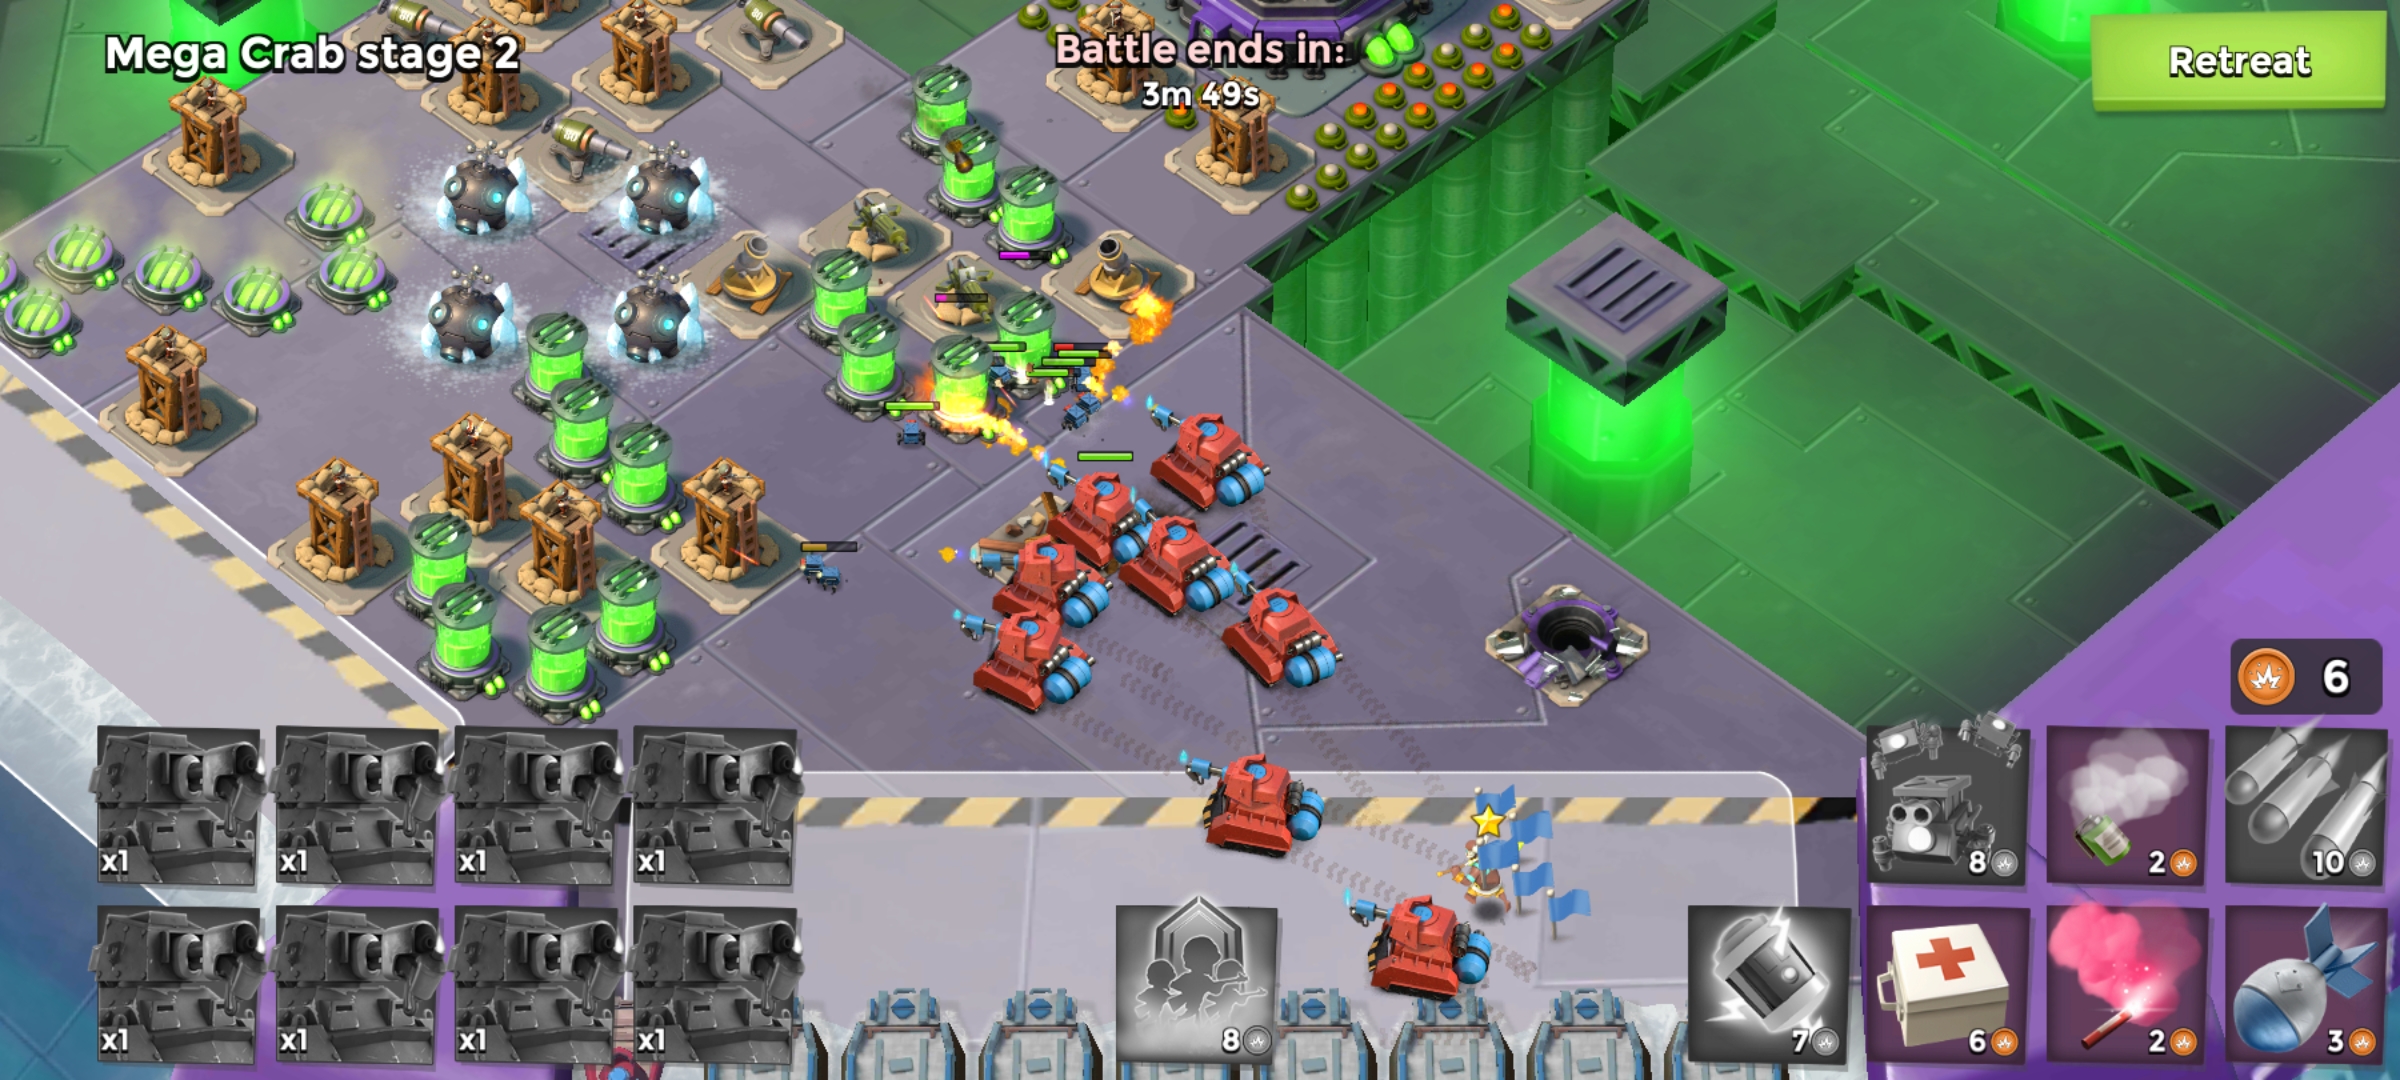 Mega Crab stage 2
Battle ends in:
3m 49s
Retreat
6
x1
x1
x1
x1
8
2
10
x1
x1
x1
x1
8
7
6
2
3